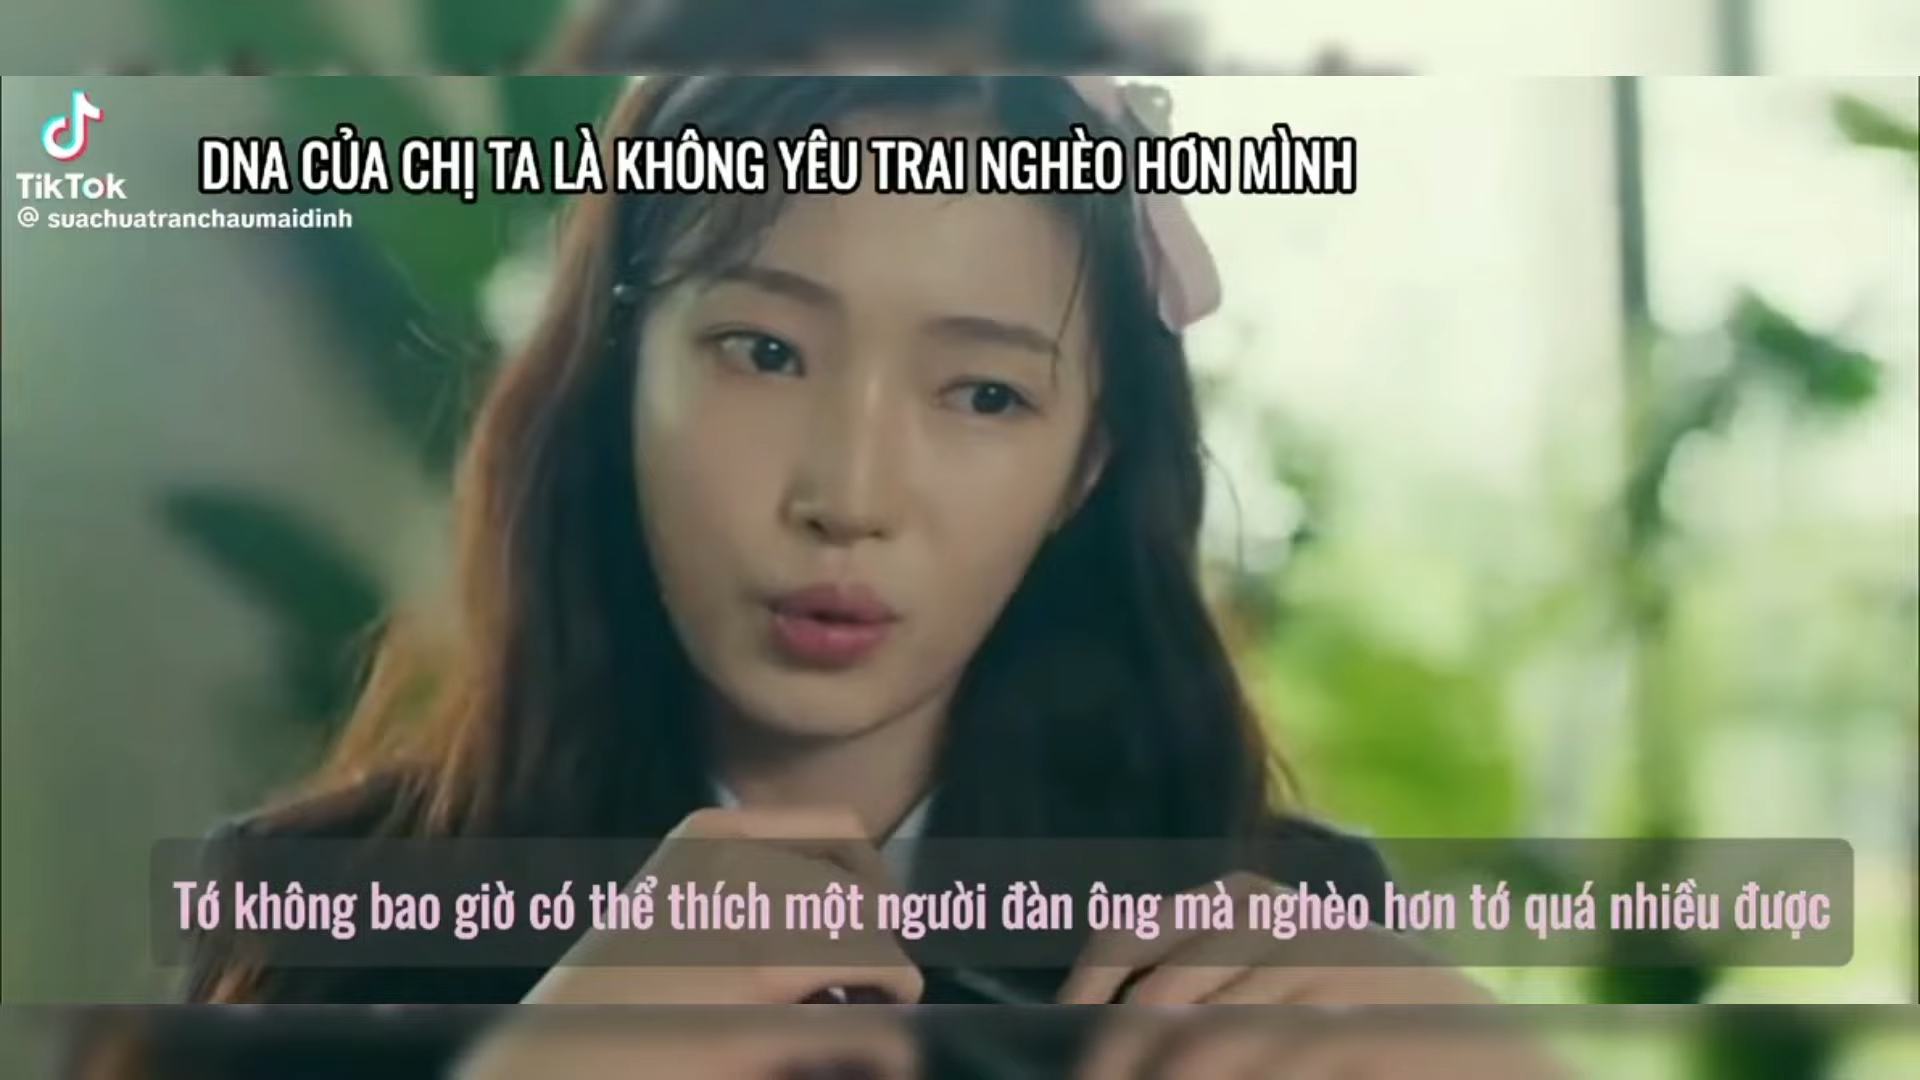 DNA CỦA CHỊ TA LÀ KHÔNG YÊU TRAI NGHÈO HƠN MÌNH
TikTok
@ suachuatranchaumaidinh
Tớ không bao giờ có thể thích một người đàn ông mà nghèo hơn tớ quá nhiều được